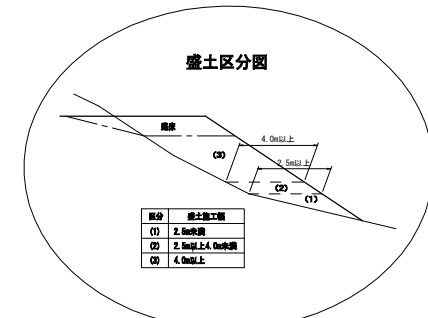 盛土区分図
路床
4.0m以上
(3)
2.5m以上
(2)
(1)
区分 盛土施工幅
(1) 2.5m未満
(2) 2.5m以上4.0m未満
(3) 4.0m以上